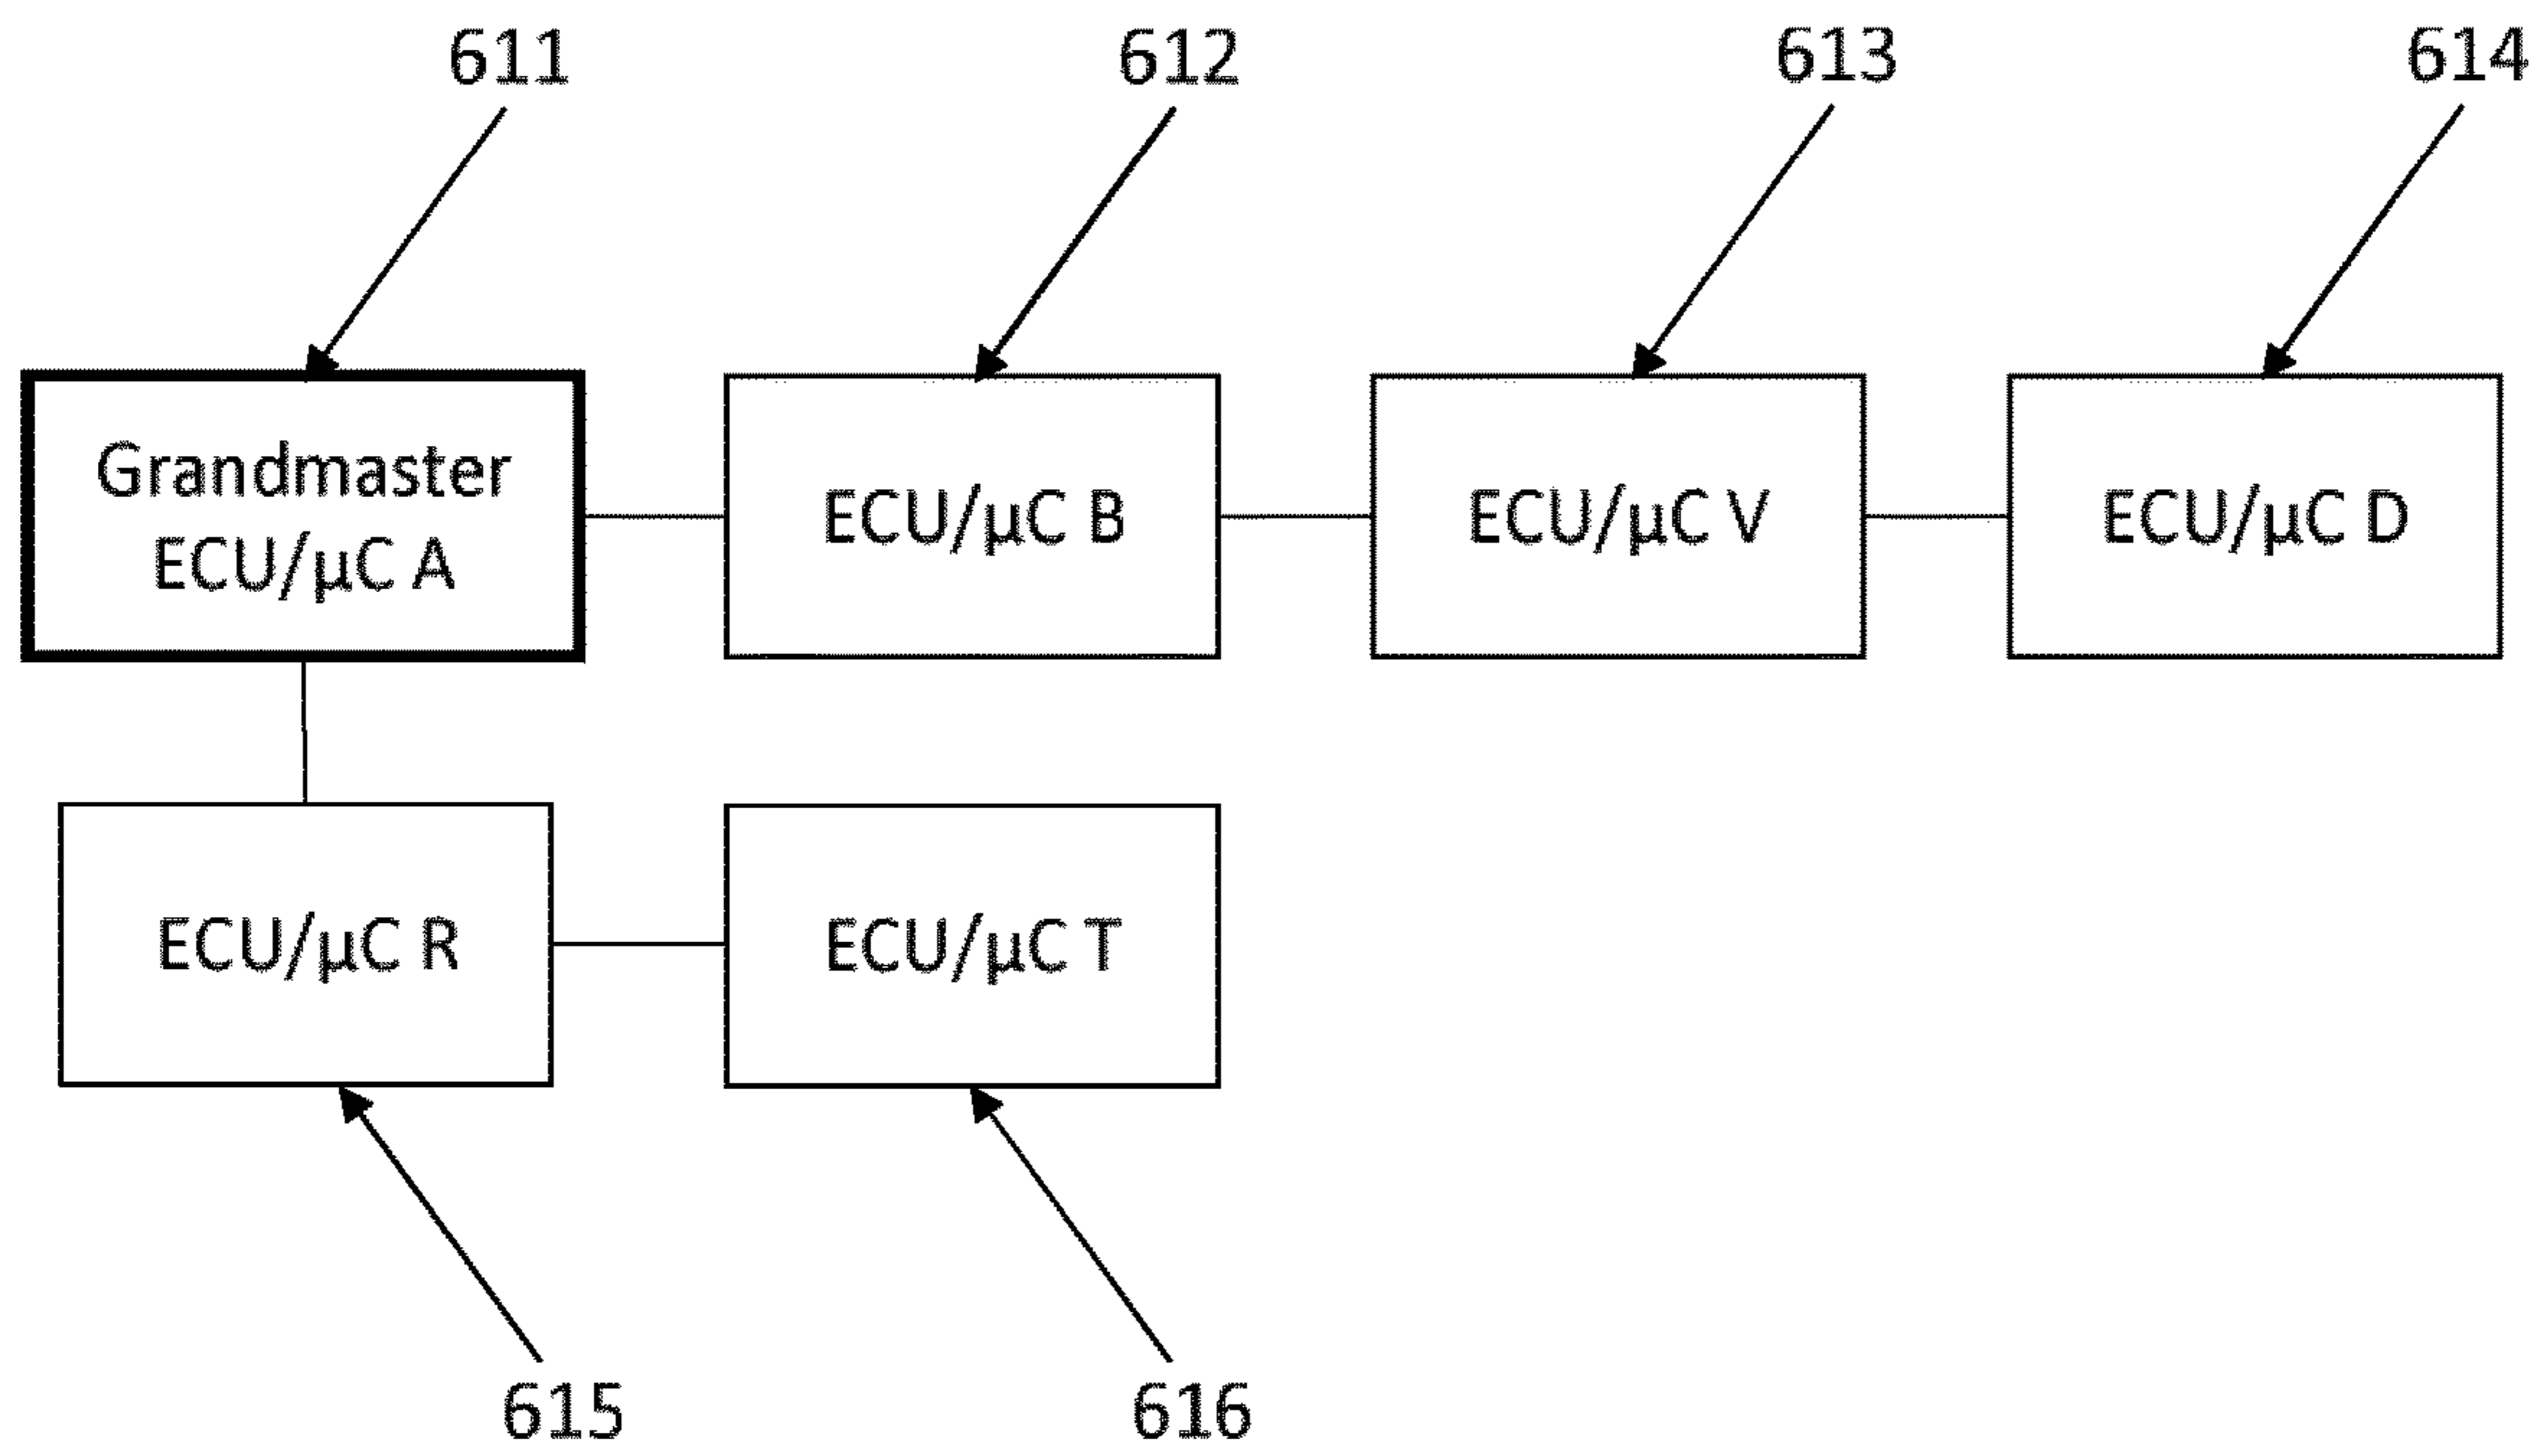 611
612
613
614
Grandmaster
ECU/µC A
ECU/µC B
ECU/µC V
ECU/µC D
ECU/µC R
ECU/µC T
615
616